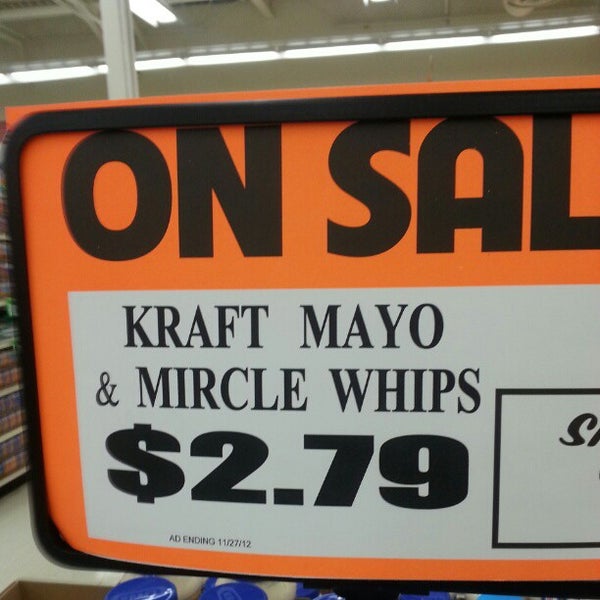 ON SAL
KRAFT MAYO
& MIRCLE WHIPS
$2.79
AD ENDING 11/27/12